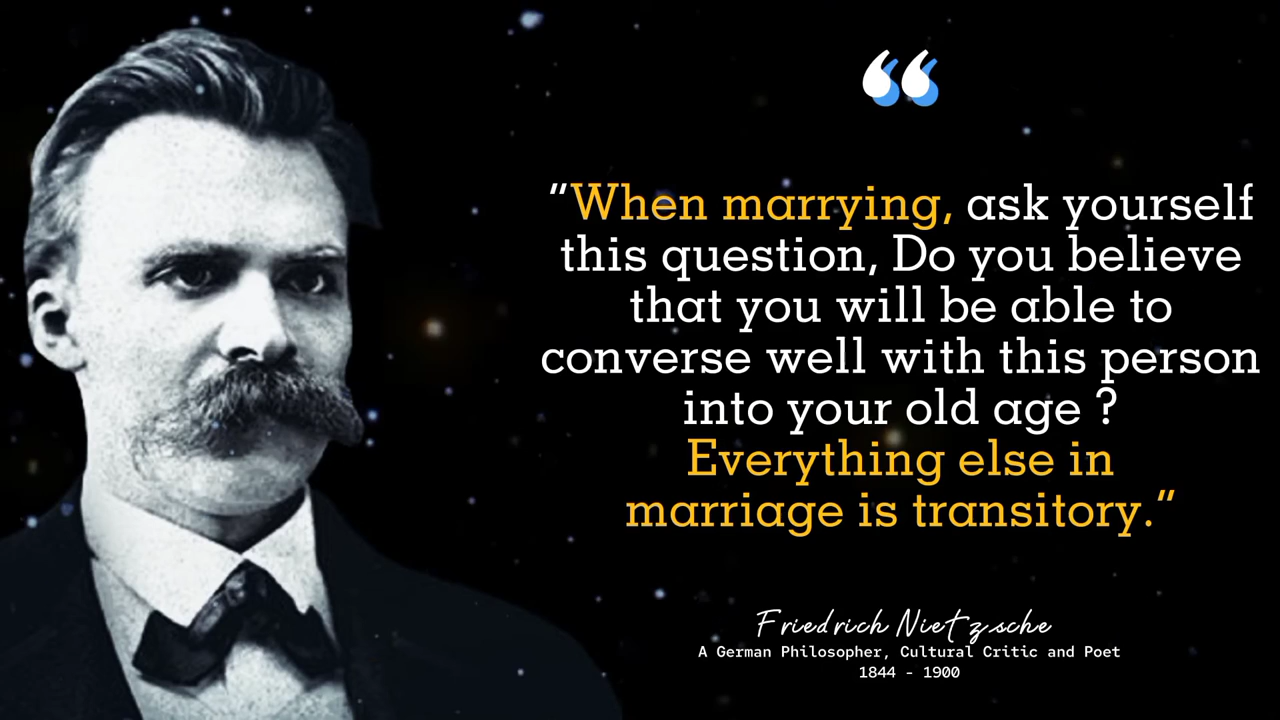 “
“When marrying, ask yourself
this question, Do you believe
that you will be able to
converse well with this person
into your old age ?
Everything else in
marriage is transitory.”
Friedrich Nietzsche
A German Philosopher, Cultural Critic and Poet
1844 - 1900